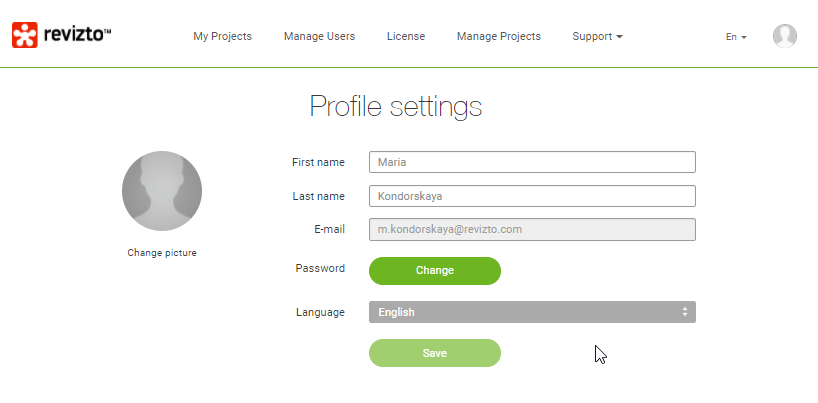 revizto™ My Projects Manage Users License Manage Projects Support En
Profile settings
First name Maria
Last name Kondorskaya
E-mail m.kondorskaya@revizto.com
Change picture
Password Change
Language English
Save